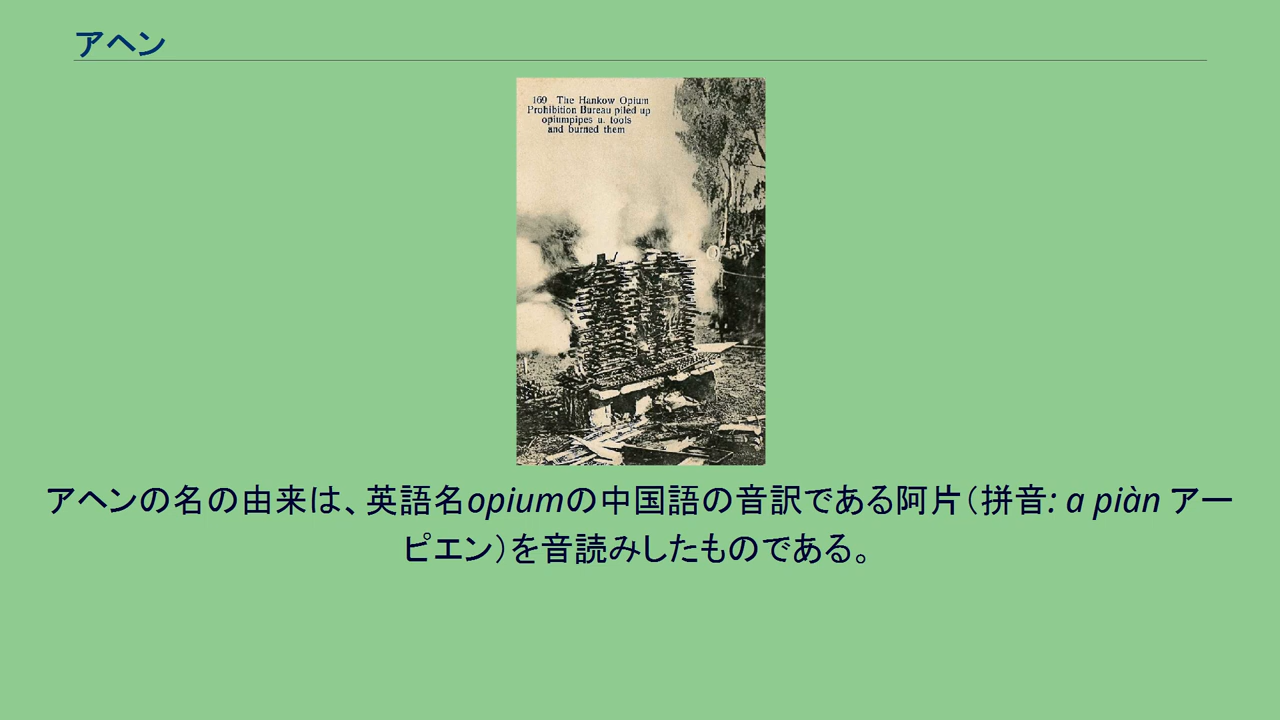 アヘン
169 The Hankow Opium
Prohibition Bureau piled up
opiumpipes u. tools
and burned them
アヘンの名の由来は、英語名opiumの中国語の音訳である阿片（拼音: a piàn アー
ピエン）を音読みしたものである。